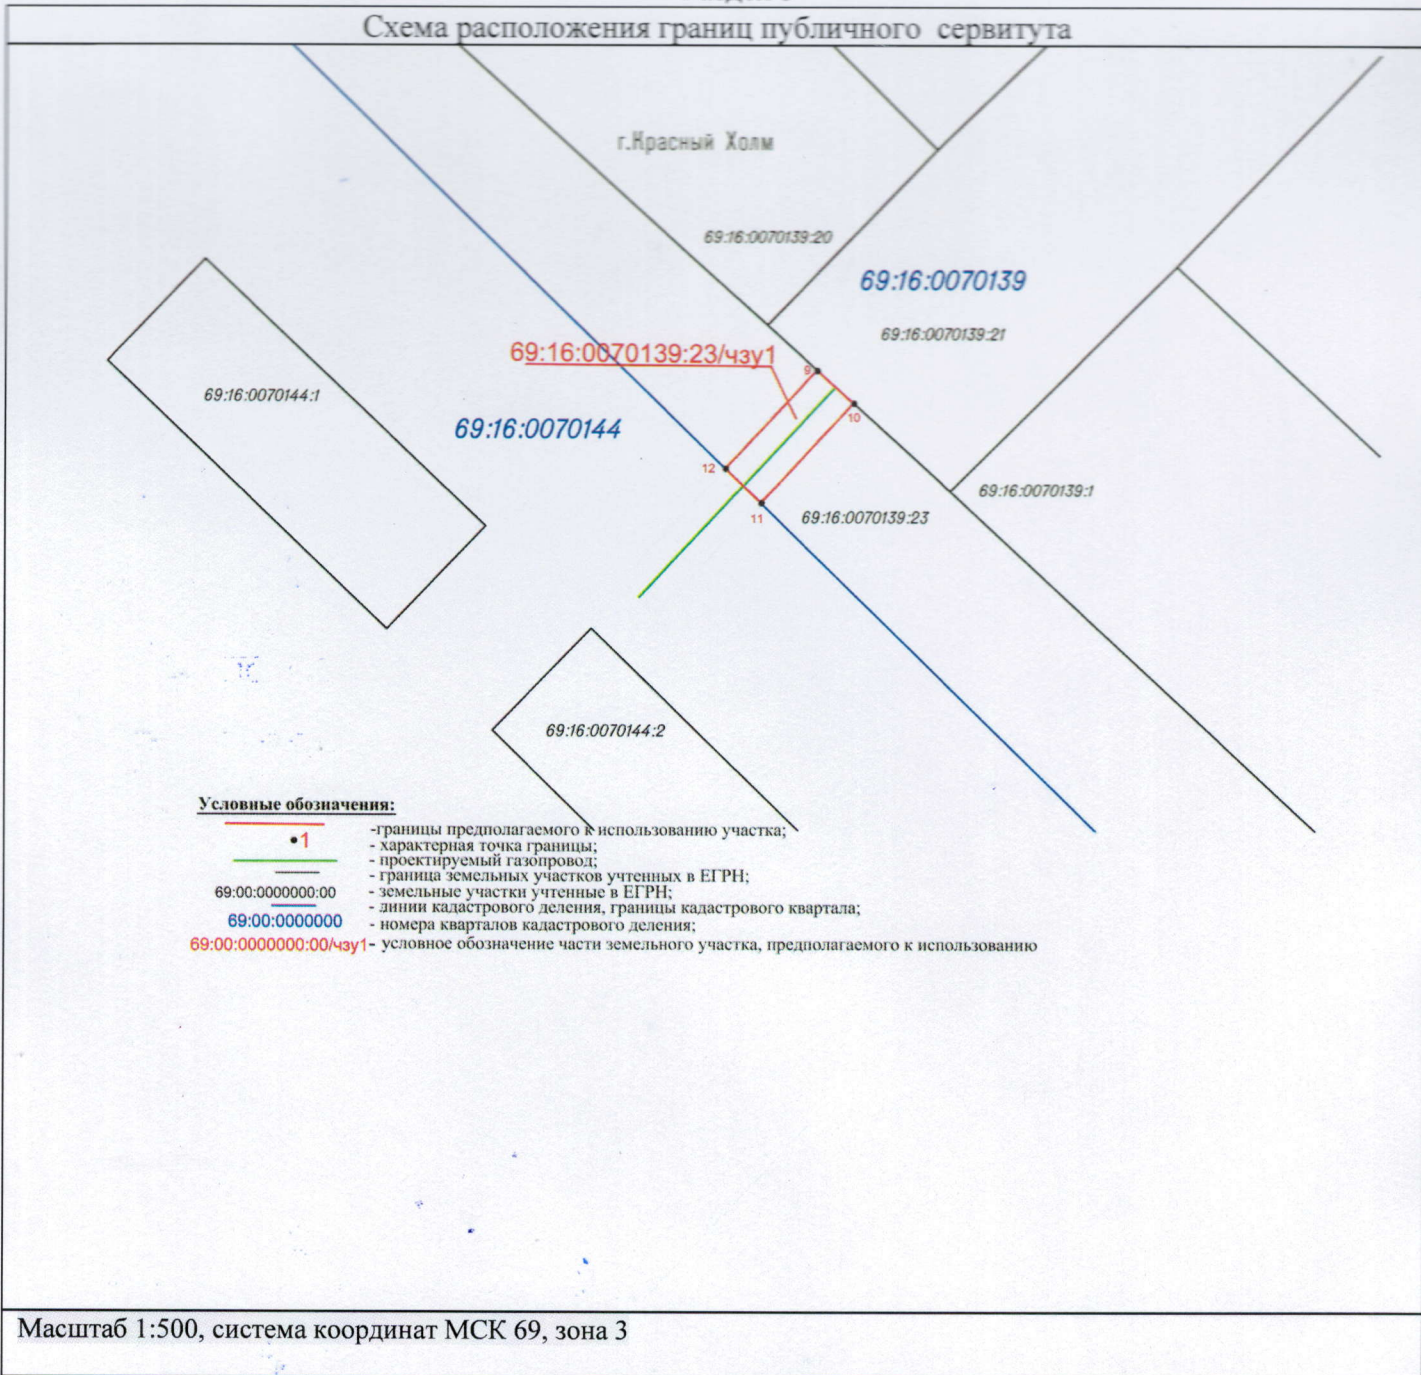 Схема расположения границ публичного сервитута
г.Красный Холм
69:16:0070139:20
69:16:0070139
69:16:0070139:21
69:16:0070139:23/чзу1
9
10
69:16:0070144:1
69:16:0070144
12
11
69:16:0070139:23
69:16:0070139:1
69:16:0070144:2
Условные обозначения:
-границы предполагаемого к использованию участка;
•1 - характерная точка границы;
- проектируемый газопровод;
- граница земельных участков учтенных в ЕГРН;
69:00:0000000:00 - земельные участки учтенные в ЕГРН;
- линии кадастрового деления, границы кадастрового квартала;
69:00:0000000 - номера кварталов кадастрового деления;
69:00:0000000:00/чзу1- условное обозначение части земельного участка, предполагаемого к использованию
Масштаб 1:500, система координат МСК 69, зона 3